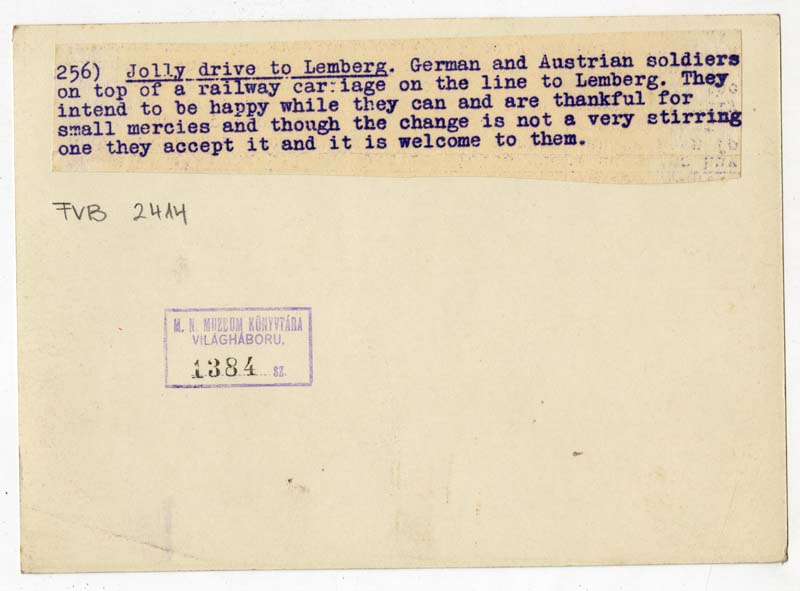 256) Jolly drive to Lemberg. German and Austrian soldiers
on top of a railway carriage on the line to Lemberg. They
intend to be happy while they can and are thankful for
small mercies and though the change is not a very stirring
one they accept it and it is welcome to them.
FVB 2414
M. N. MUZEUM KÖNYVTÁRA
VILÁGHÁBORU.
1384 SZ.